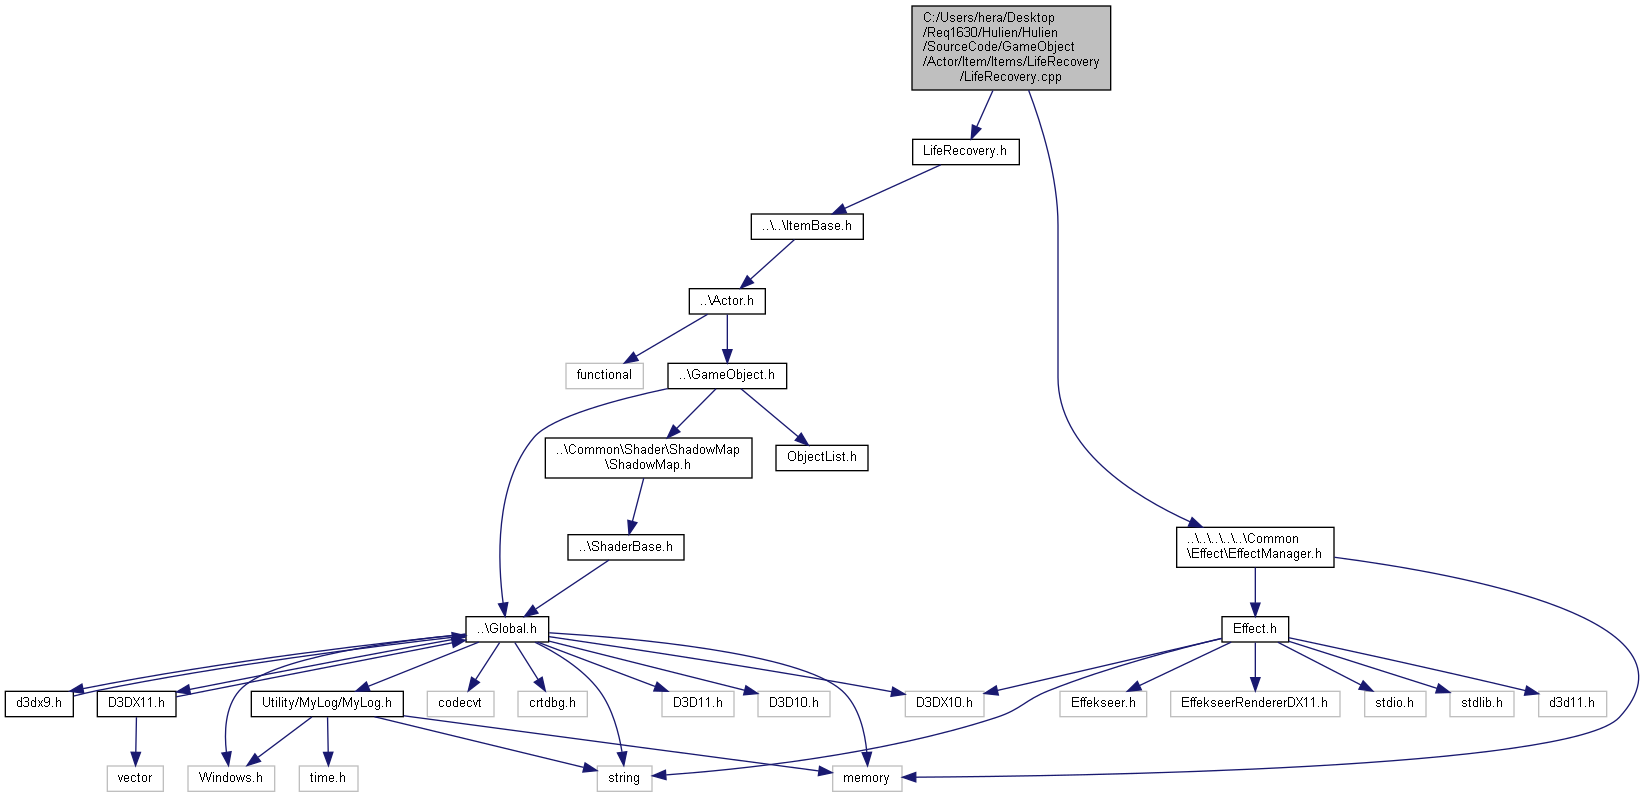 C:/Users/hera/Desktop
/Req1630/Hulien/Hulien
/SourceCode/GameObject
/Actor/Item/Items/LifeRecovery
/LifeRecovery.cpp
LifeRecovery.h
..\..\ItemBase.h
..\Actor.h
functional
..\GameObject.h
..\Common\Shader\ShadowMap
\ShadowMap.h
ObjectList.h
..\ShaderBase.h
..\..\..\..\..\Common
\Effect\EffectManager.h
..\Global.h
Effect.h
d3dx9.h
D3DX11.h
Utility/MyLog/MyLog.h
codecvt
crtdbg.h
D3D11.h
D3D10.h
D3DX10.h
Effekseer.h
EffekseerRendererDX11.h
stdio.h
stdlib.h
d3d11.h
vector
Windows.h
time.h
string
memory